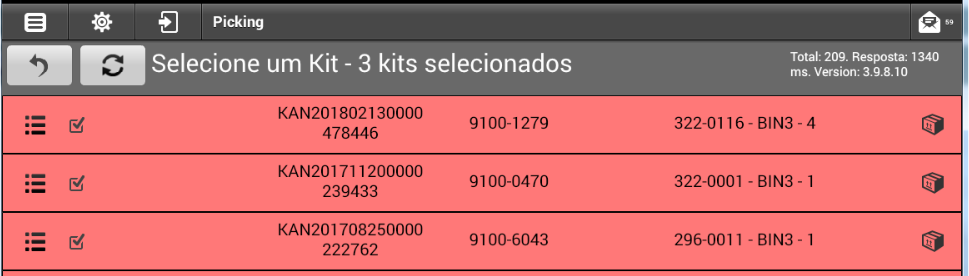 Picking
59
Selecione um Kit - 3 kits selecionados
Total: 209. Resposta: 1340
ms. Version: 3.9.8.10
KAN201802130000
478446
9100-1279
322-0116 - BIN3 - 4
KAN201711200000
239433
9100-0470
322-0001 - BIN3 - 1
KAN201708250000
222762
9100-6043
296-0011 - BIN3 - 1